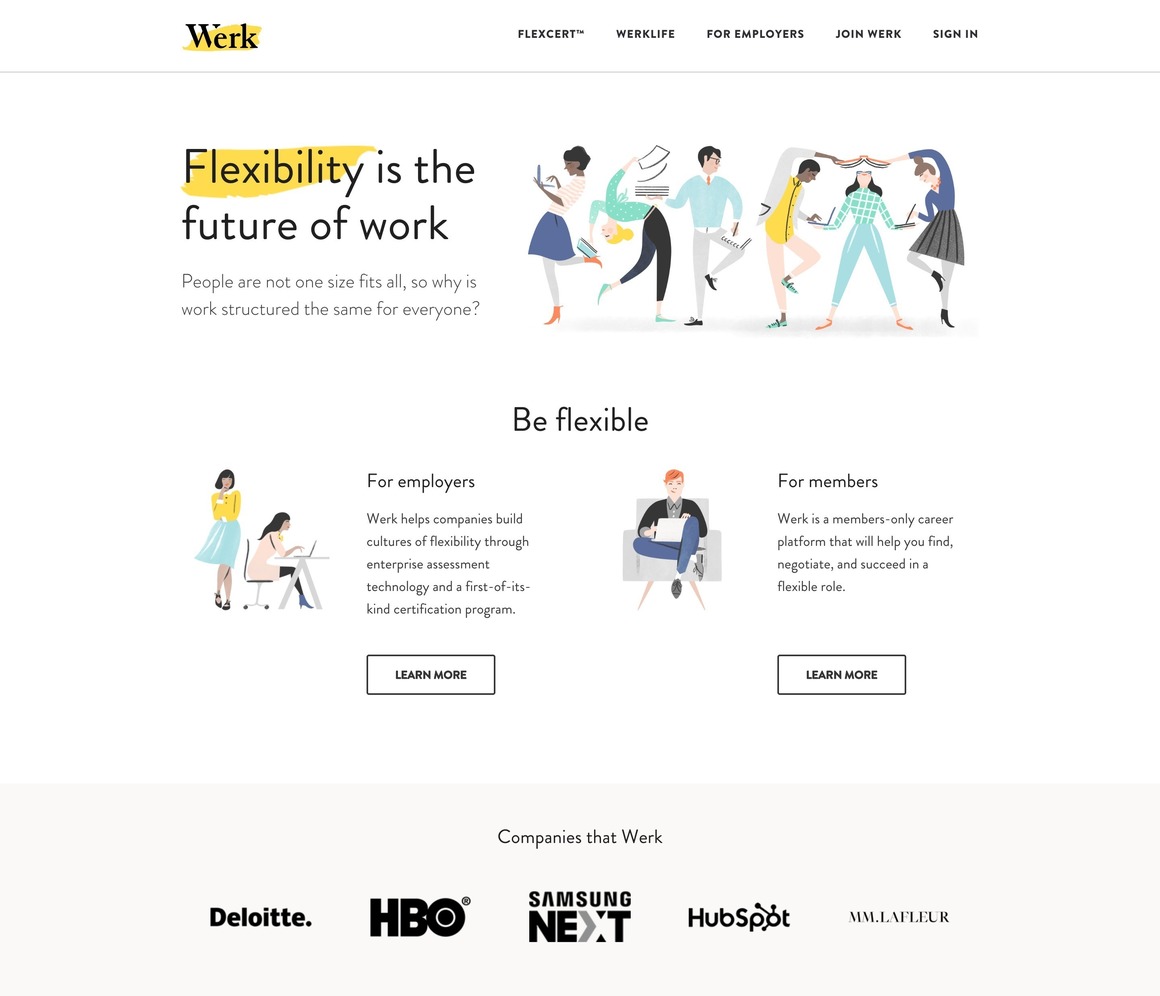 Werk
FLEXCERT™ WERKLIFE FOR EMPLOYERS JOIN WERK SIGN IN
Flexibility is the
future of work
People are not one size fits all, so why is
work structured the same for everyone?
Be flexible
For employers
Werk helps companies build
cultures of flexibility through
enterprise assessment
technology and a first-of-its-
kind certification program.
LEARN MORE
For members
Werk is a members-only career
platform that will help you find,
negotiate, and succeed in a
flexible role.
LEARN MORE
Companies that Werk
Deloitte.
HBO®
SAMSUNG
NEXT
HubSpot
MM.LAFLEUR